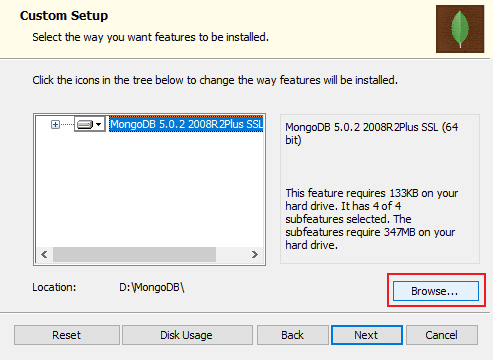 Custom Setup
Select the way you want features to be installed.
Click the icons in the tree below to change the way features will be installed.
MongoDB 5.0.2 2008R2Plus SSL
MongoDB 5.0.2 2008R2Plus SSL (64
bit)
This feature requires 133KB on your
hard drive. It has 4 of 4
subfeatures selected. The
subfeatures require 347MB on your
hard drive.
Location: D:\MongoDB\
Browse...
Reset Disk Usage Back Next Cancel